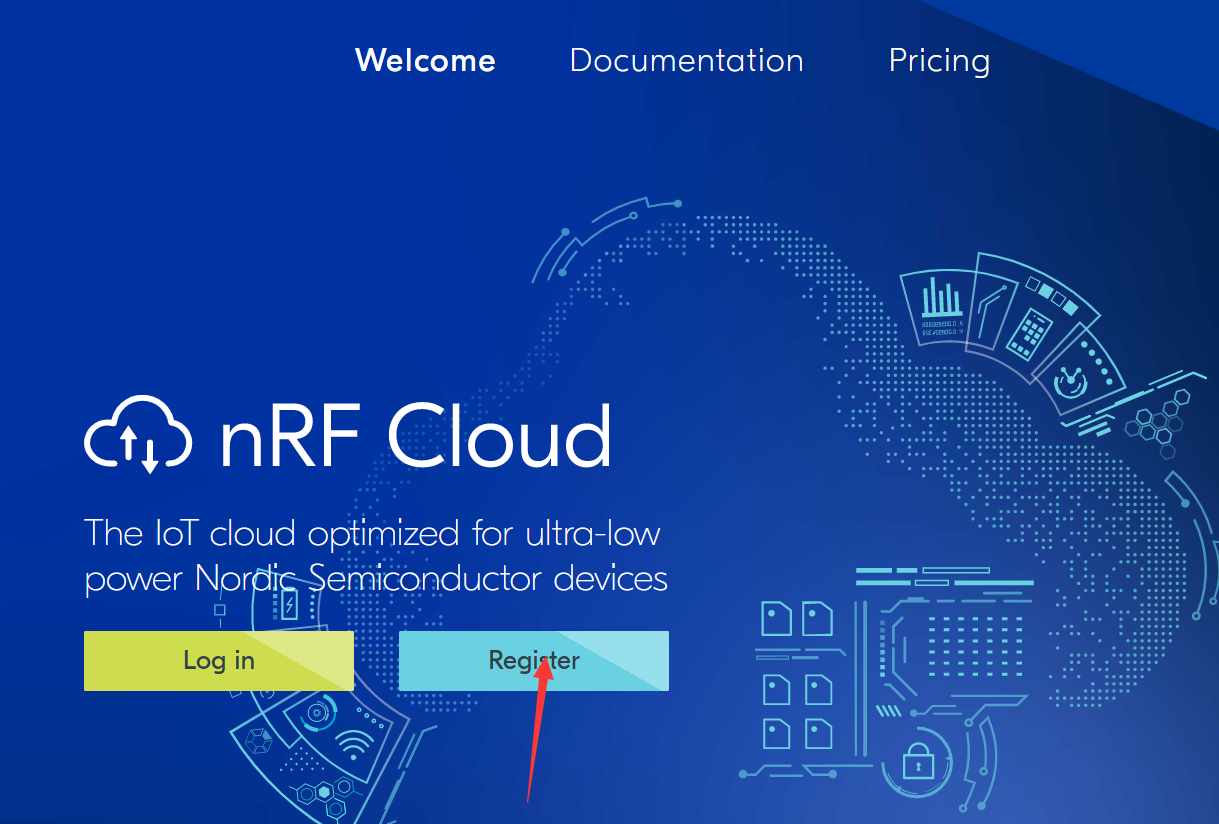 Welcome Documentation Pricing
nRF Cloud
The IoT cloud optimized for ultra-low
power Nordic Semiconductor devices
Log in Register